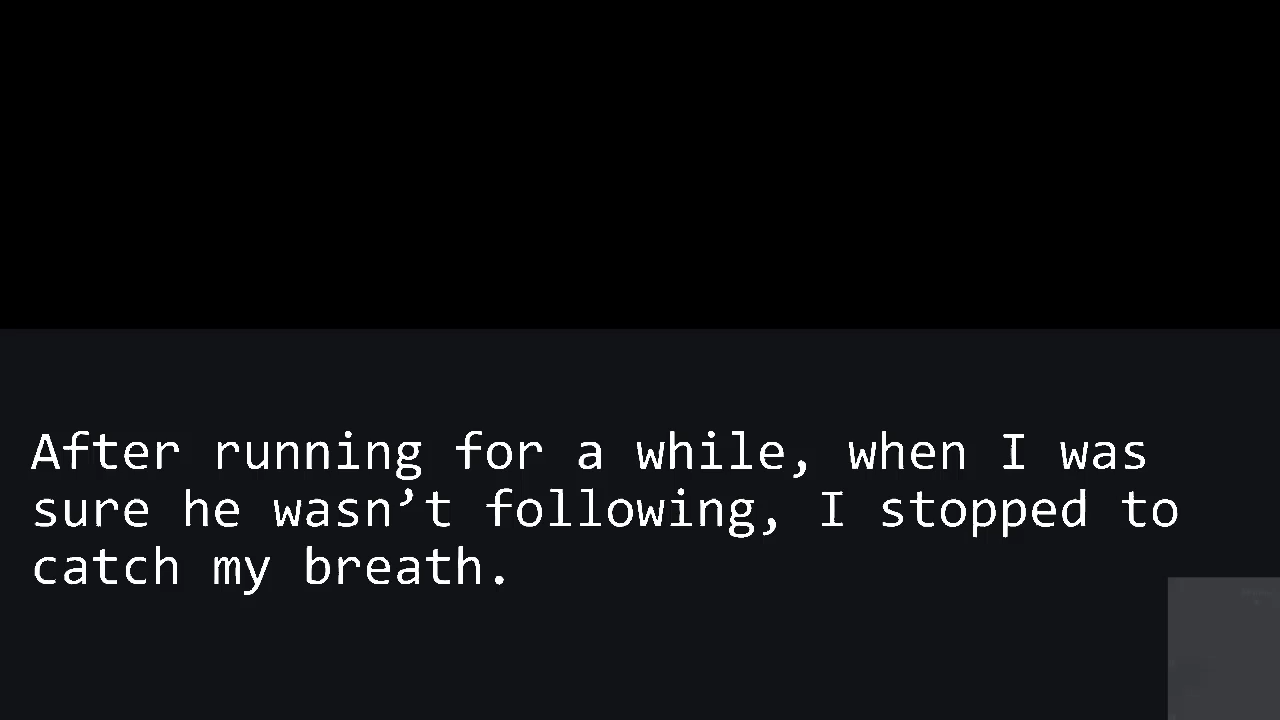 After running for a while, when I was
sure he wasn’t following, I stopped to
catch my breath.